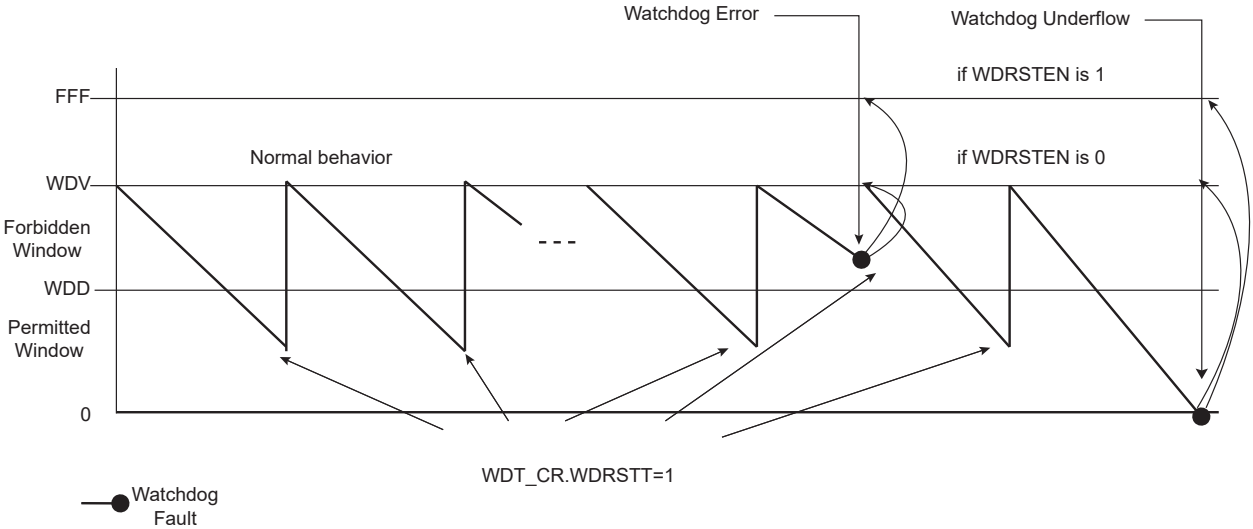 Watchdog Error
Watchdog Underflow
if WDRSTEN is 1
FFF
Normal behavior
if WDRSTEN is 0
WDV
Forbidden
Window
WDD
Permitted
Window
0
WDT_CR.WDRSTT=1
Watchdog
Fault